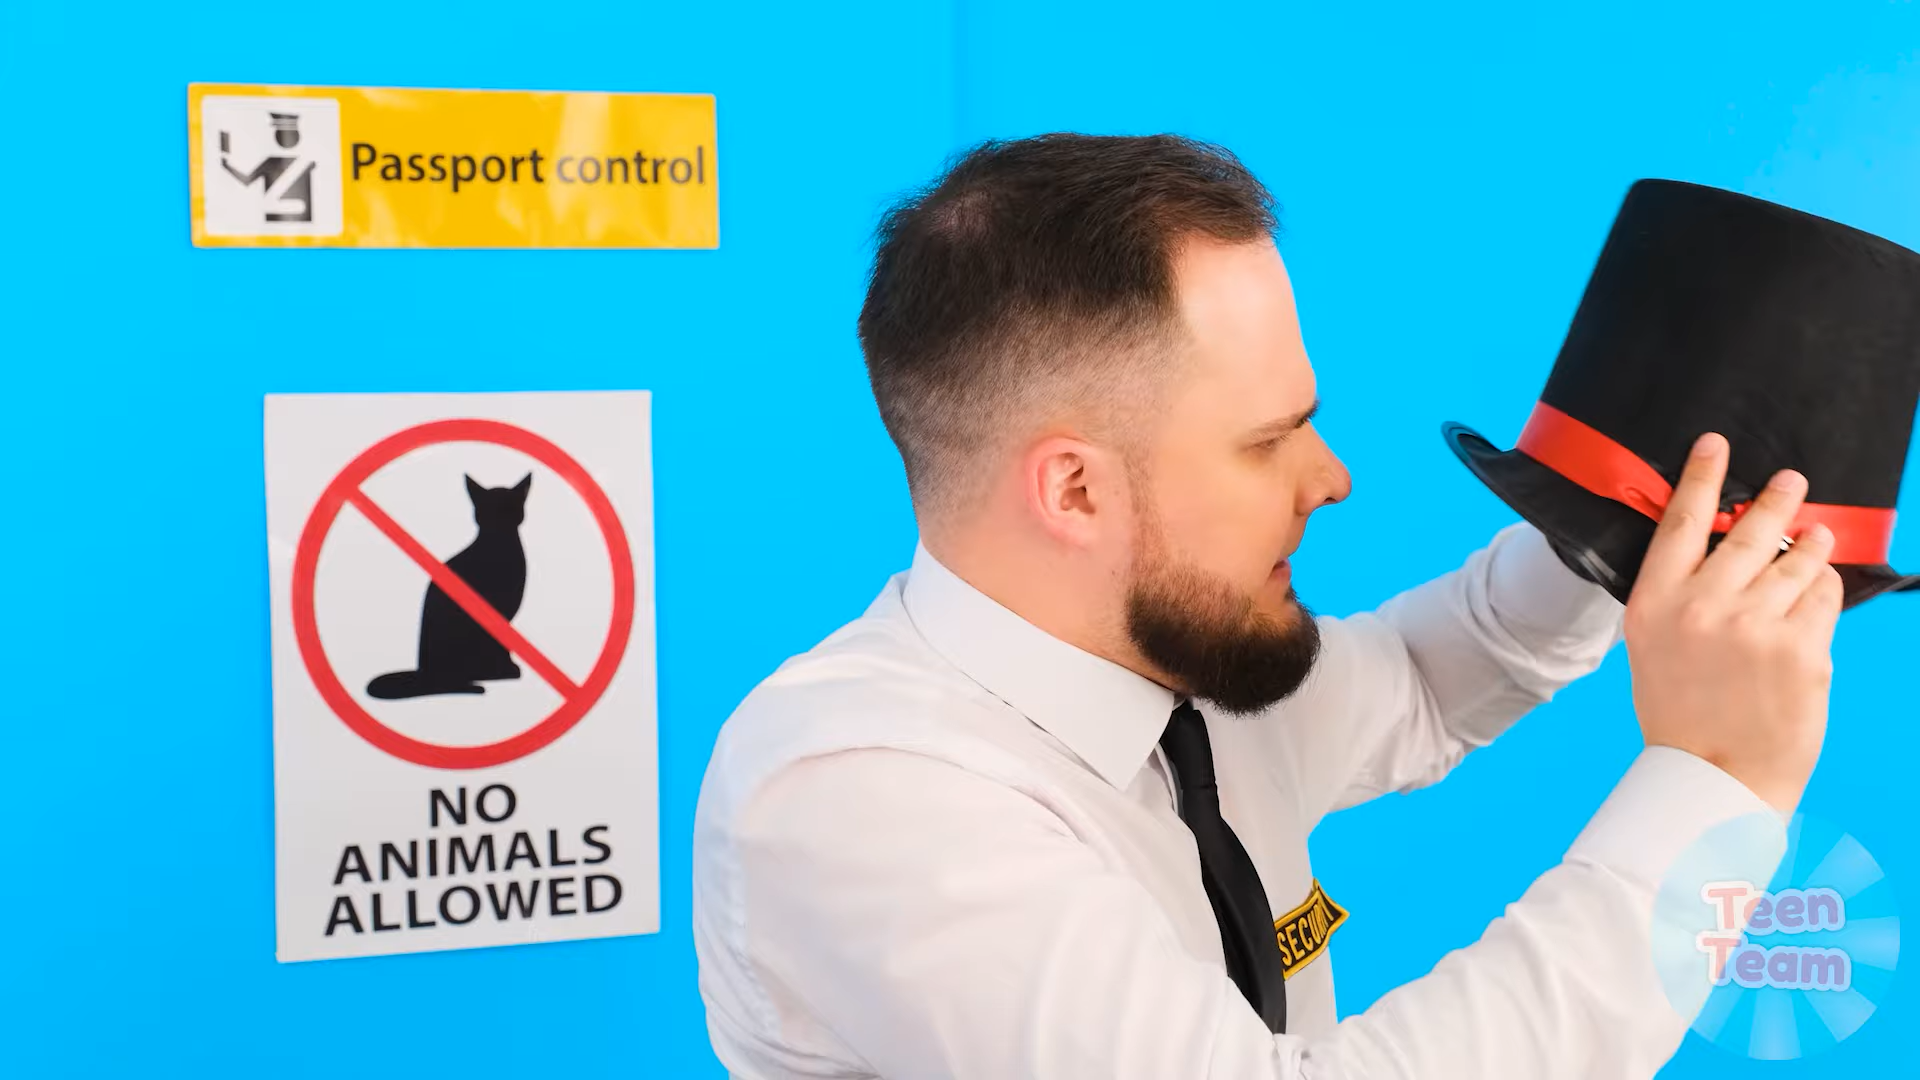 Passport control
NO
ANIMALS
ALLOWED
SECURITY
Teen
Team